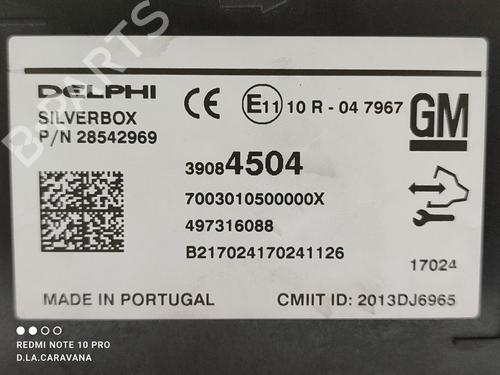 B-PARTS
DELPHI
SILVERBOX
P/N 28542969
CE E11 10 R - 04 7967
GM
39084504
7003010500000X
497316088
B217024170241126
17024
MADE IN PORTUGAL
CMIIT ID: 2013DJ6965
REDMI NOTE 10 PRO
D.LA.CARAVANA